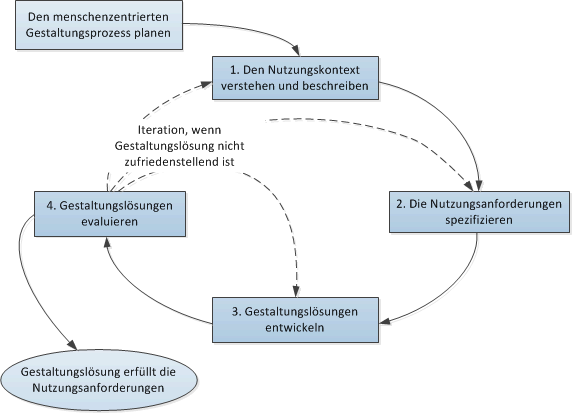 Den menschenzentrierten
Gestaltungsprozess planen
1. Den Nutzungskontext
verstehen und beschreiben
Iteration, wenn
Gestaltungslösung nicht
zufriedenstellend ist
4. Gestaltungslösungen
evaluieren
2. Die Nutzungsanforderungen
spezifizieren
3. Gestaltungslösungen
entwickeln
Gestaltungslösung erfüllt die
Nutzungsanforderungen